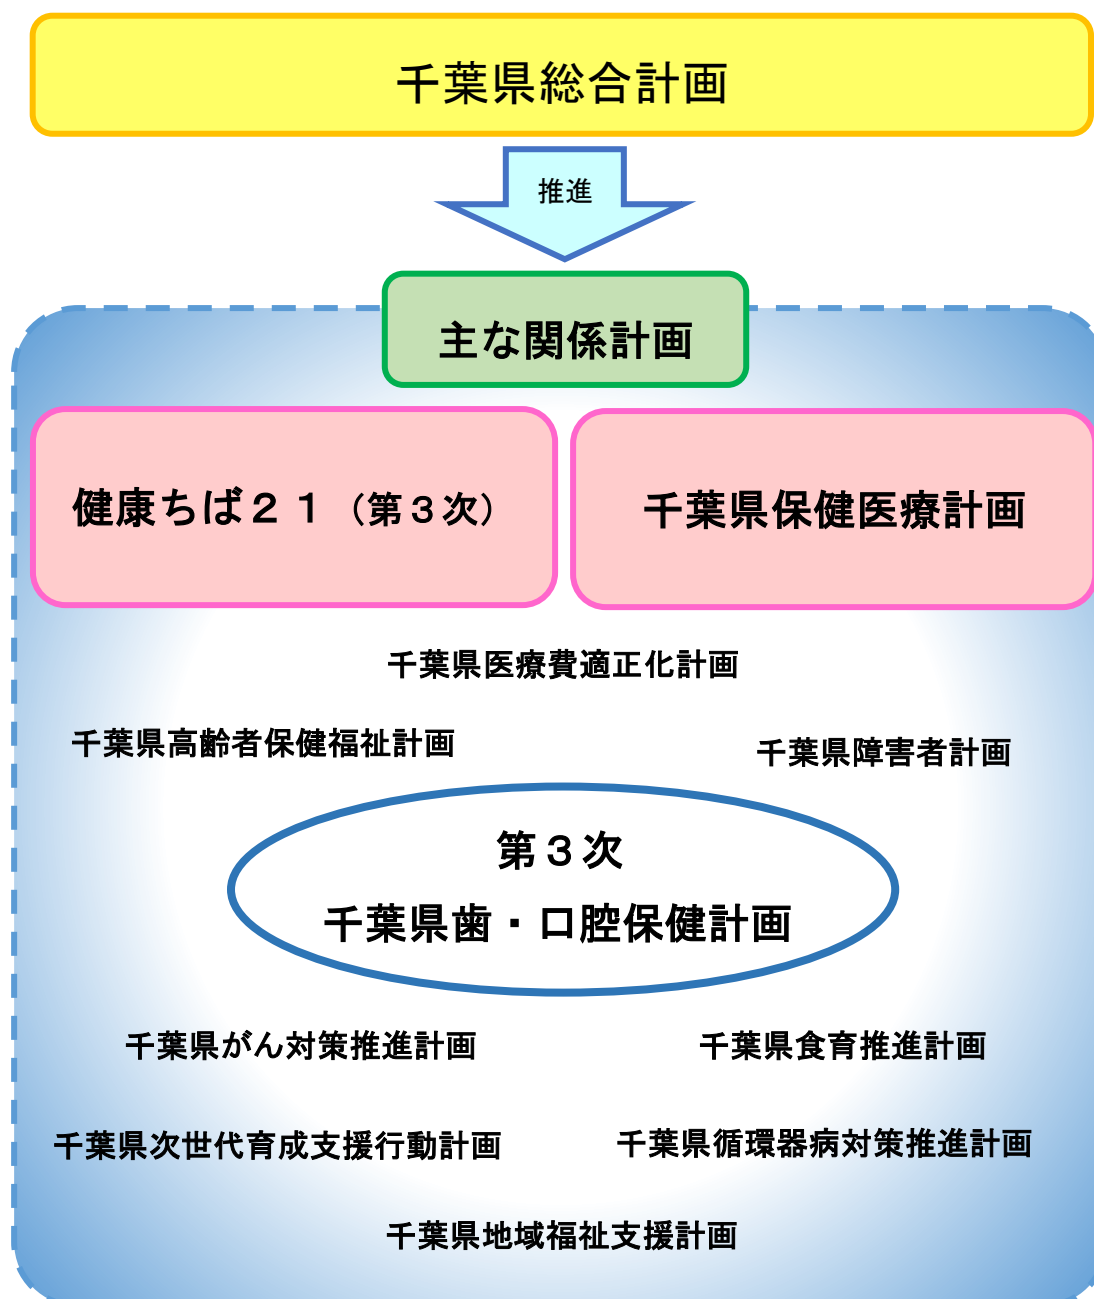 千葉県総合計画
推進
主な関係計画
健康ちば２１（第３次）
千葉県保健医療計画
千葉県医療費適正化計画
千葉県高齢者保健福祉計画
千葉県障害者計画
第３次
千葉県歯・口腔保健計画
千葉県がん対策推進計画
千葉県食育推進計画
千葉県次世代育成支援行動計画
千葉県循環器病対策推進計画
千葉県地域福祉支援計画